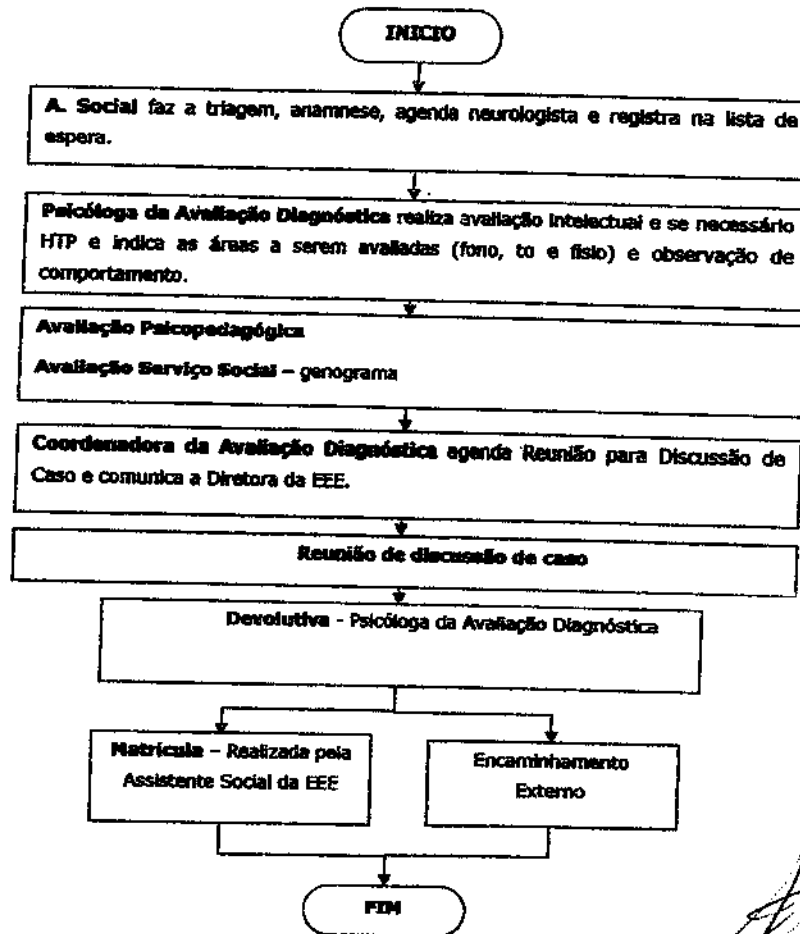 INICIO
A. Social faz a triagem, anamnese, agenda neurologista e registra na lista de
espera.
Psicóloga da Avaliação Diagnóstica realiza avaliação intelectual e se necessário
HTP e indica as áreas a serem avaliadas (fono, to e fisio) e observação de
comportamento.
Avaliação Psicopedagógica
Avaliação Serviço Social – genograma
Coordenadora da Avaliação Diagnóstica agenda Reunião para Discussão de
Caso e comunica a Diretora da EEE.
Reunião de discussão de caso
Devolutiva - Psicóloga da Avaliação Diagnóstica
Matrícula – Realizada pela
Assistente Social da EEE
Encaminhamento
Externo
FIM